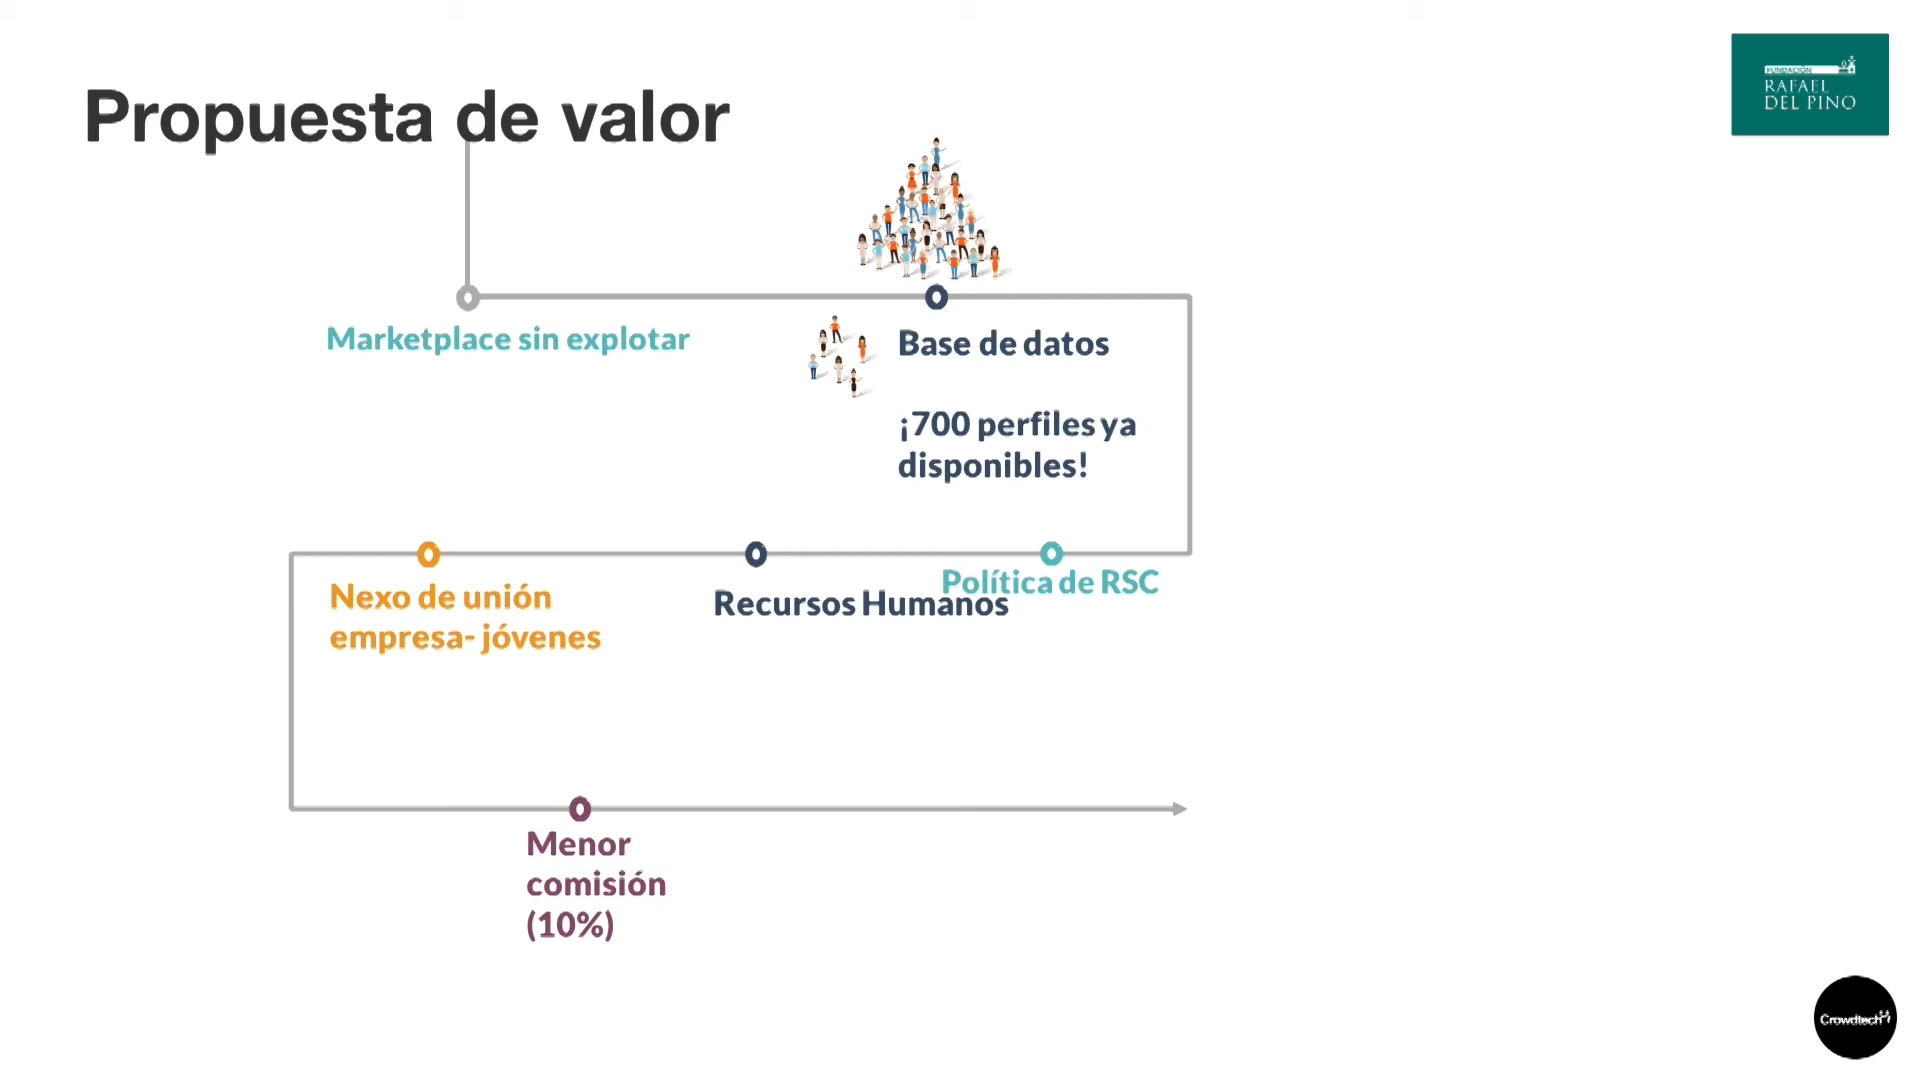 Propuesta de valor
FUNDACIÓN
RAFAEL
DEL PINO
Marketplace sin explotar
Base de datos
¡700 perfiles ya
disponibles!
Nexo de unión
empresa- jóvenes
Recursos Humanos
Política de RSC
Menor
comisión
(10%)
Crowdtech